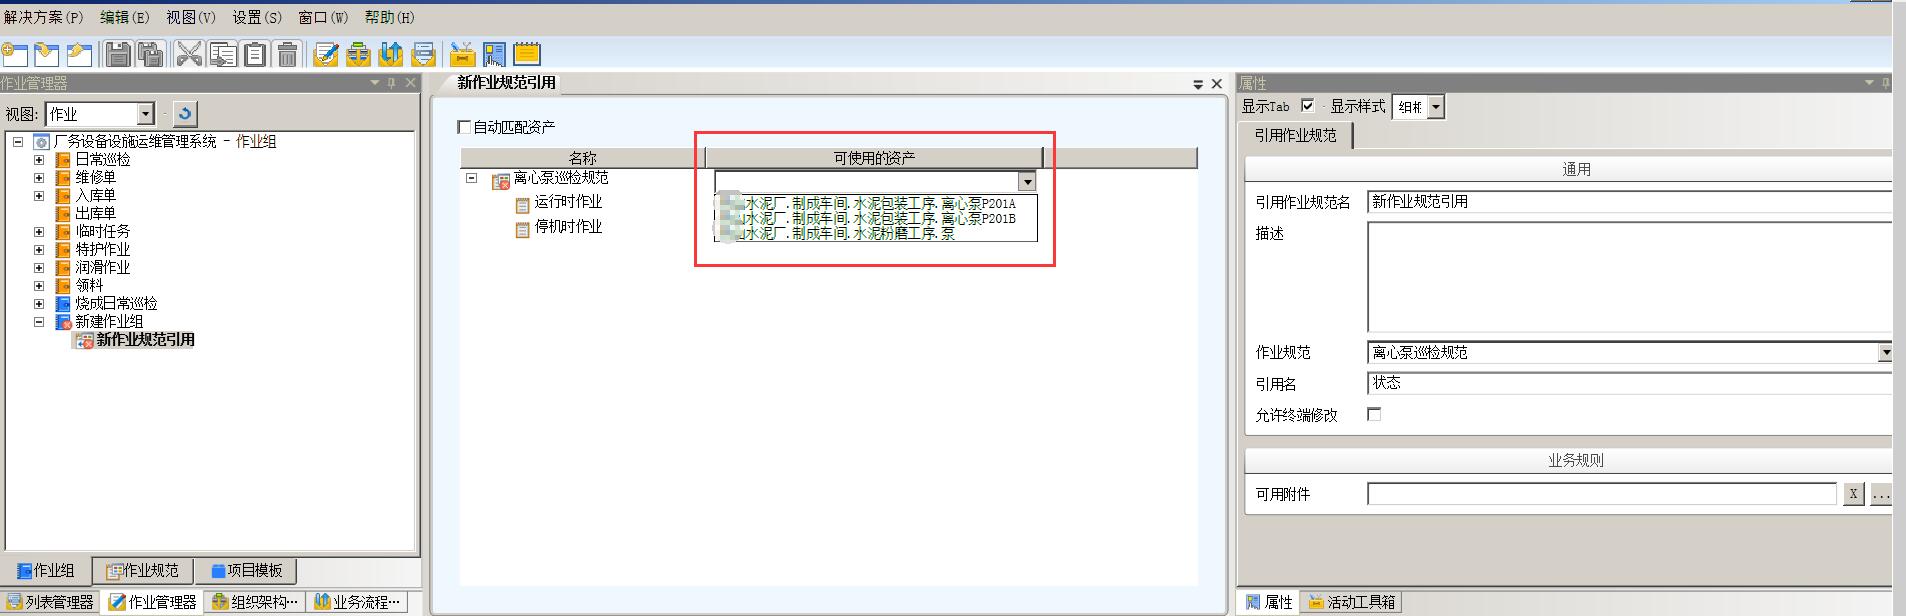 解决方案(P) 编辑(E) 视图(V) 设置(S) 窗口(W) 帮助(H)
作业管理器
视图: 作业
厂务设备设施运维管理系统 - 作业组
日常巡检
维修单
入库单
出库单
临时任务
特护作业
润滑作业
领料
烧成日常巡检
新建作业组
新作业规范引用
作业组 作业规范 项目模板
列表管理器 作业管理器 组织架构… 业务流程…
新作业规范引用
自动匹配资产
名称 可使用的资产
离心泵巡检规范
运行时作业
停机时作业
水泥厂.制成车间.水泥包装工序.离心泵P201A
水泥厂.制成车间.水泥包装工序.离心泵P201B
水泥厂.制成车间.水泥粉磨工序.泵
属性
显示Tab 显示样式
引用作业规范
通用
引用作业规范名 新作业规范引用
描述
作业规范 离心泵巡检规范
引用名 状态
允许终端修改
业务规则
可用附件 X ...
属性 活动工具箱